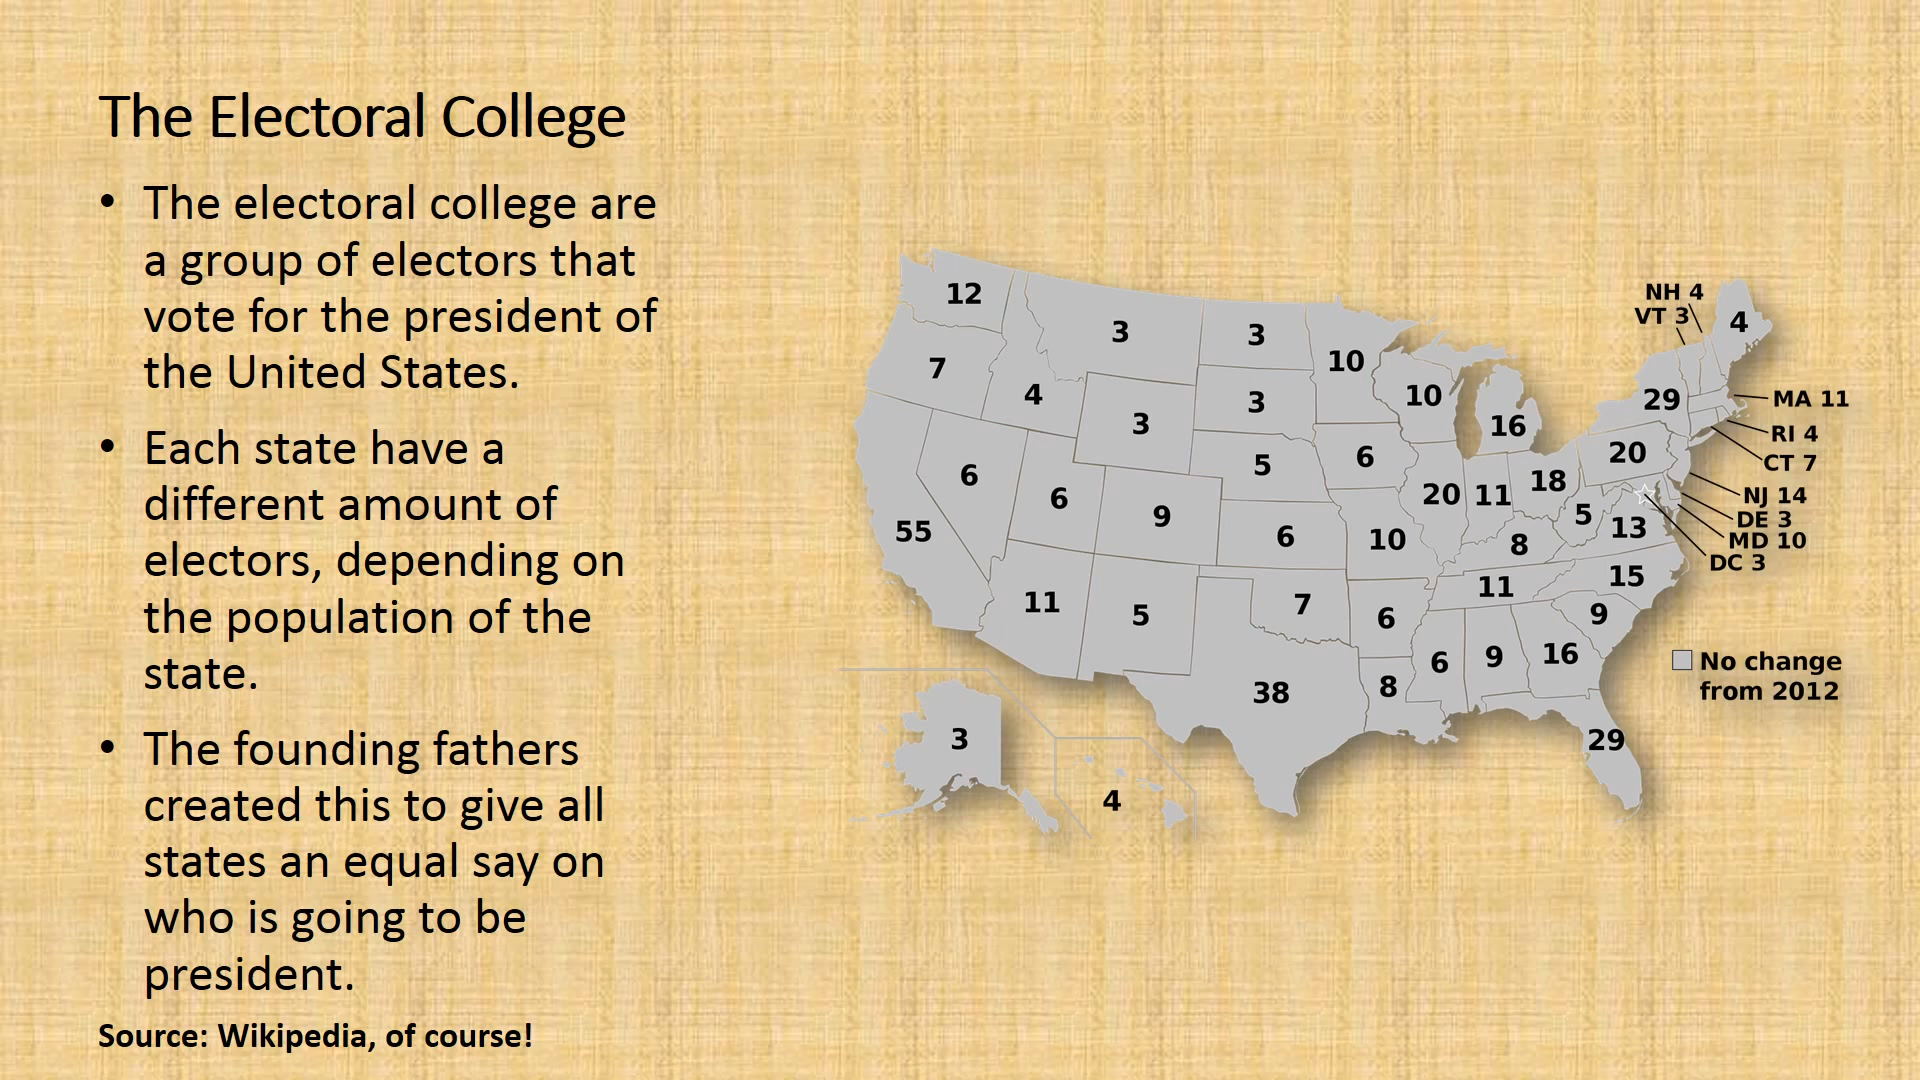 The Electoral College
• The electoral college are
a group of electors that
vote for the president of
the United States.
• Each state have a
different amount of
electors, depending on
the population of the
state.
• The founding fathers
created this to give all
states an equal say on
who is going to be
president.
Source: Wikipedia, of course!
12
7
4
3
3
3
3
10
10
16
NH 4
VT 3
4
29
MA 11
RI 4
CT 7
20
NJ 14
DE 3
MD 10
DC 3
55
6
6
9
5
6
6
10
20
11
18
5
13
8
15
11
11
5
7
6
9
38
8
6
9
16
29
3
4
No change
from 2012